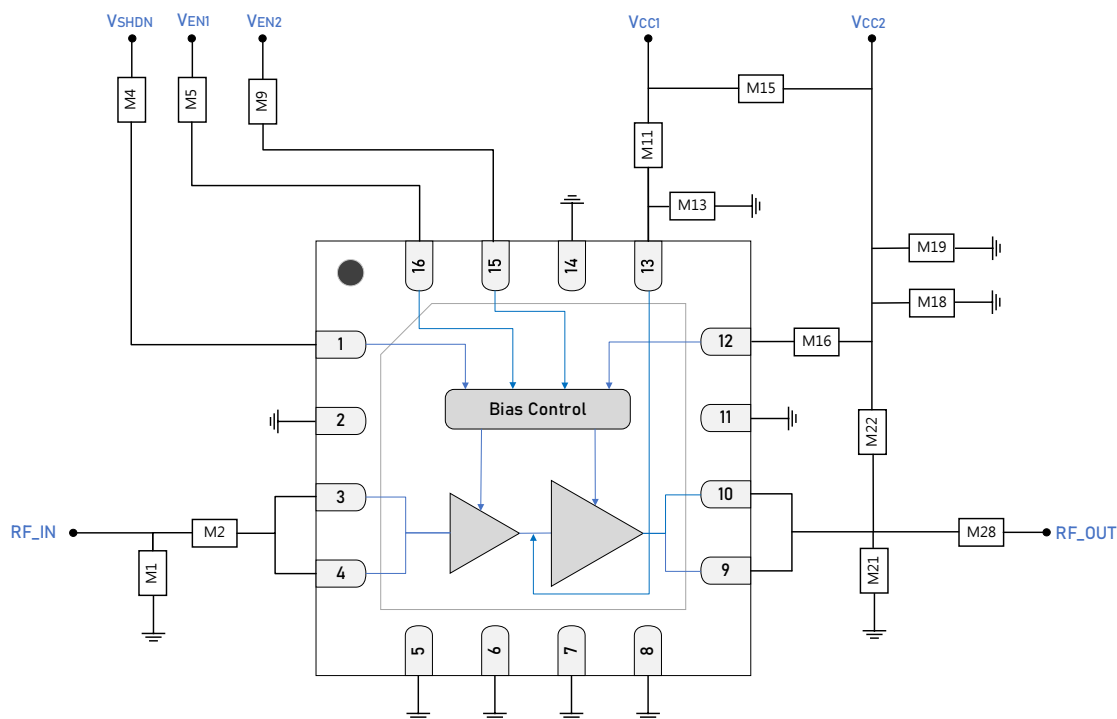 VSHDN
VEN1
VEN2
VCC1
VCC2
M4
M5
M9
M15
M11
M13
M19
M18
16
15
14
13
1
12
M16
Bias Control
2
11
M22
3
10
RF_IN
M2
M28
RF_OUT
M1
4
9
M21
5
6
7
8